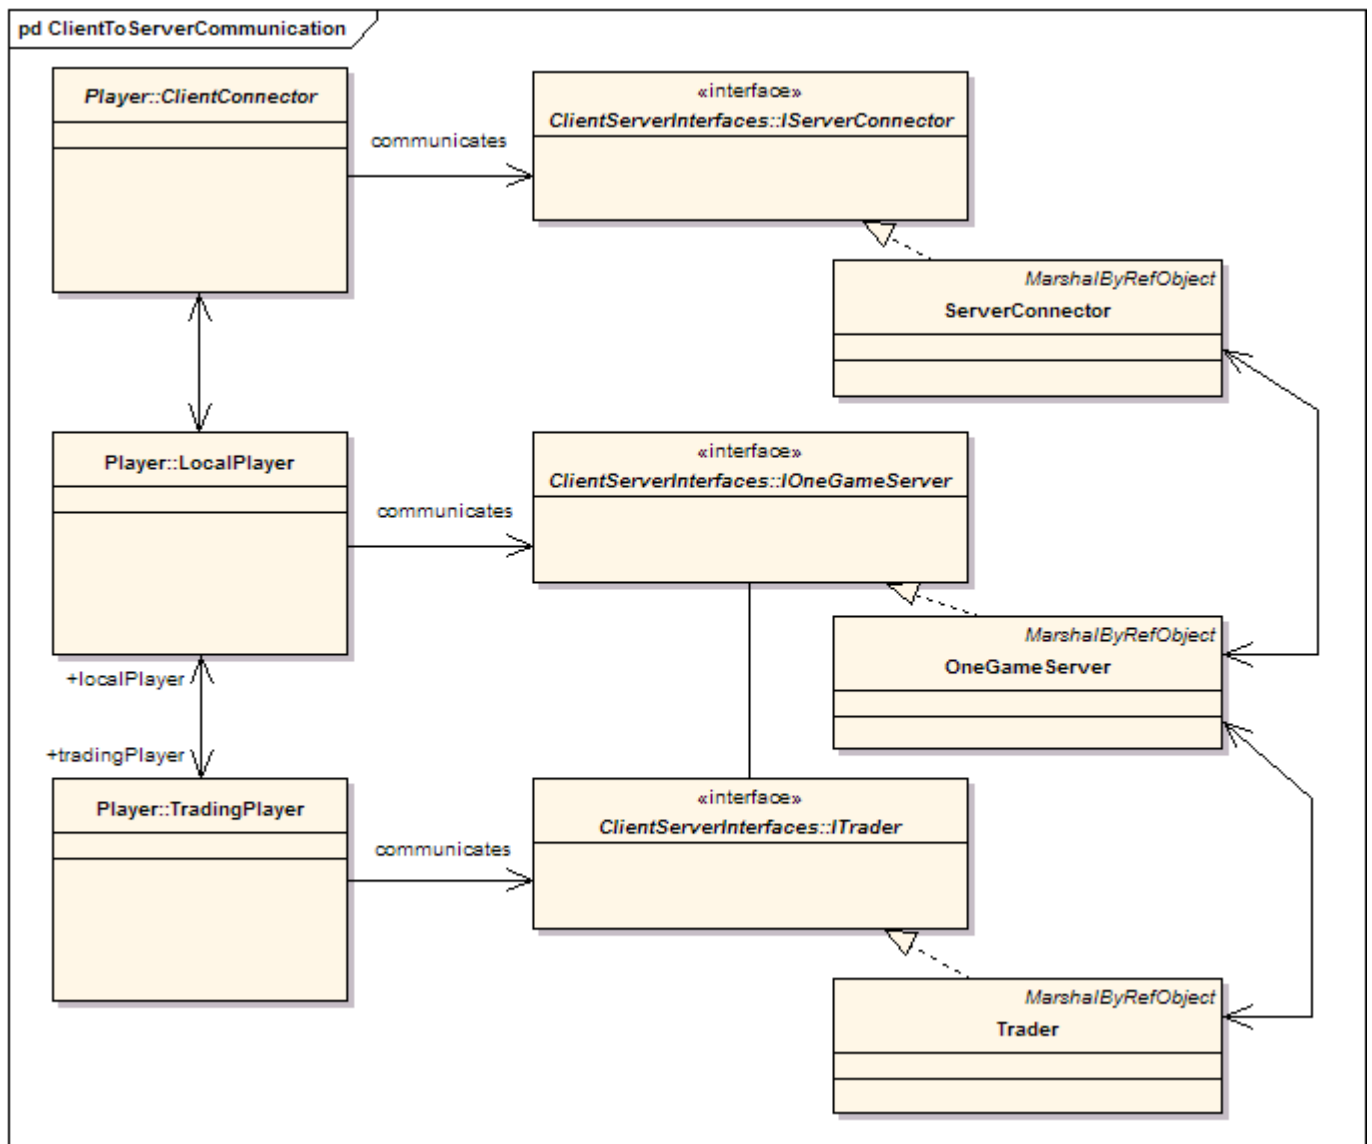 pd ClientToServerCommunication
Player::ClientConnector
communicates
«interface»
ClientServerInterfaces::IServerConnector
MarshalByRefObject
ServerConnector
Player::LocalPlayer
communicates
«interface»
ClientServerInterfaces::IOneGameServer
MarshalByRefObject
OneGameServer
+localPlayer
+tradingPlayer
Player::TradingPlayer
communicates
«interface»
ClientServerInterfaces::ITrader
MarshalByRefObject
Trader